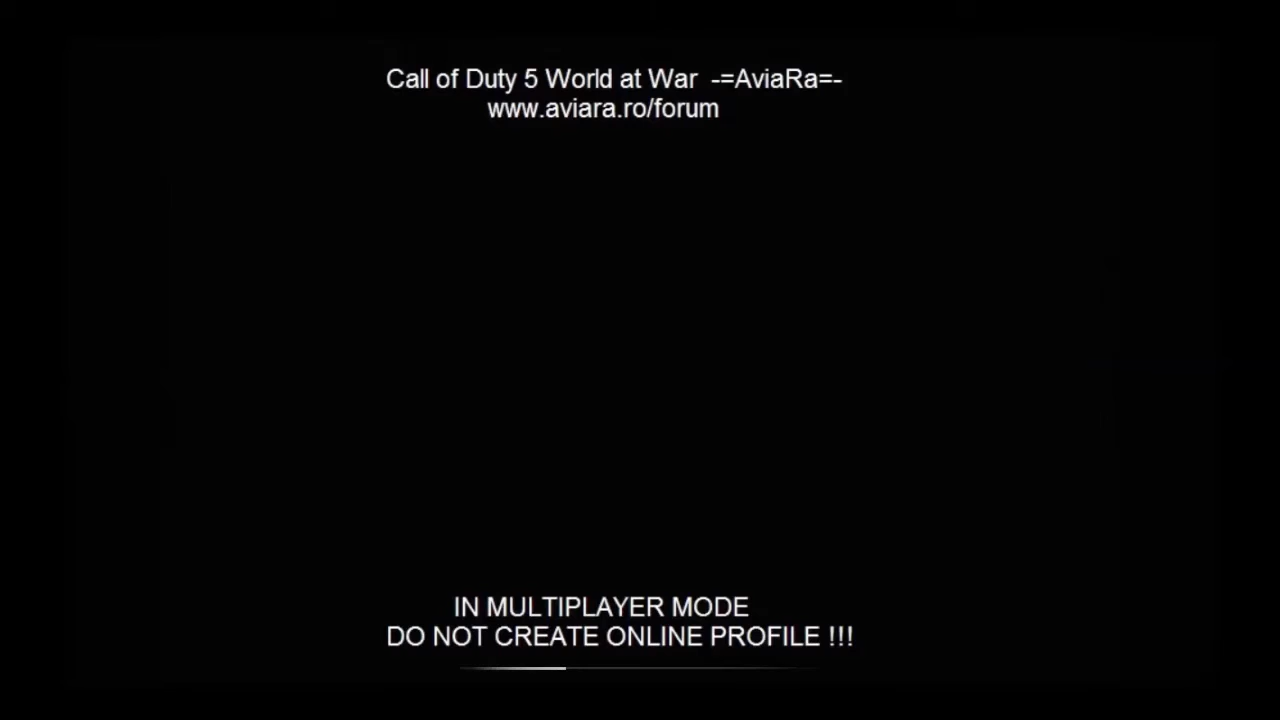 Call of Duty 5 World at War -=AviaRa=-
www.aviara.ro/forum
IN MULTIPLAYER MODE
DO NOT CREATE ONLINE PROFILE !!!